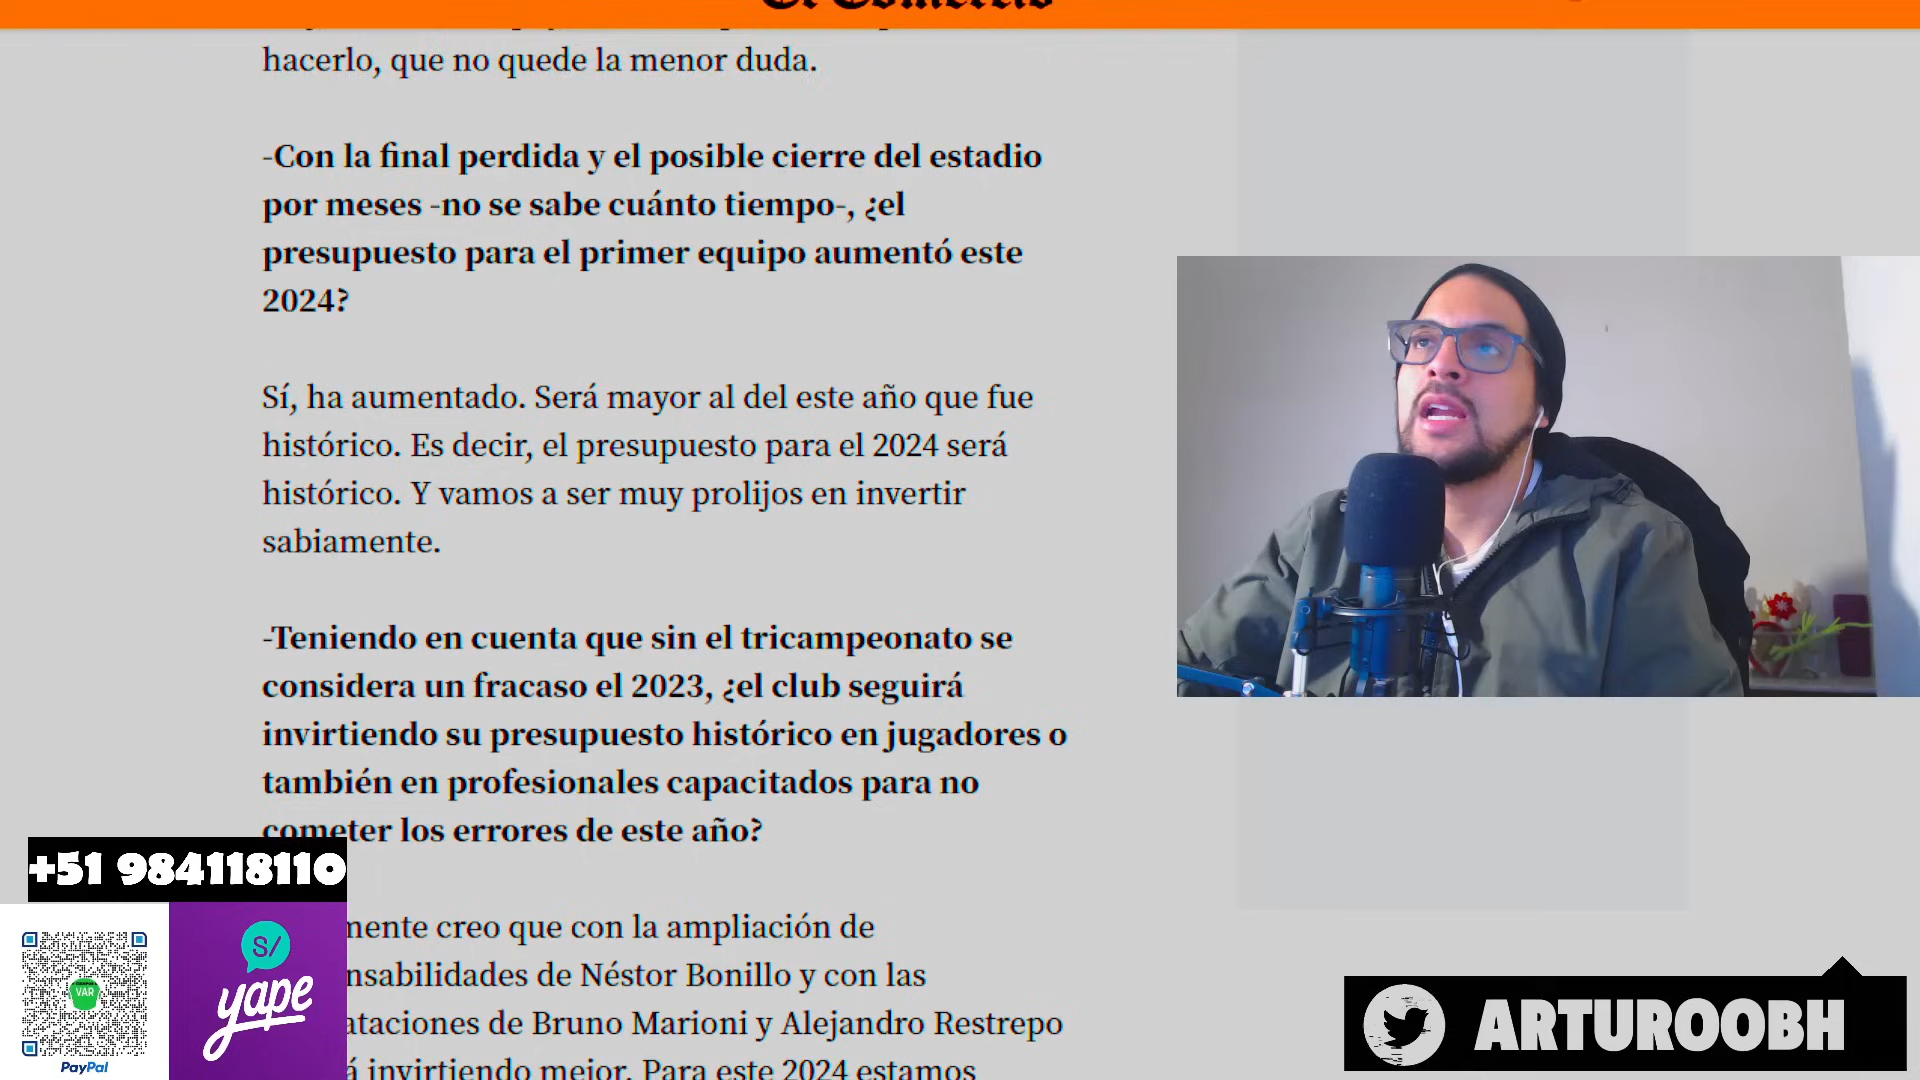 El Comercio
hacerlo, que no quede la menor duda.
-Con la final perdida y el posible cierre del estadio
por meses -no se sabe cuánto tiempo-, ¿el
presupuesto para el primer equipo aumentó este
2024?
Sí, ha aumentado. Será mayor al del este año que fue
histórico. Es decir, el presupuesto para el 2024 será
histórico. Y vamos a ser muy prolijos en invertir
sabiamente.
-Teniendo en cuenta que sin el tricampeonato se
considera un fracaso el 2023, ¿el club seguirá
invirtiendo su presupuesto histórico en jugadores o
también en profesionales capacitados para no
cometer los errores de este año?
mente creo que con la ampliación de
nsabilidades de Néstor Bonillo y con las
ataciones de Bruno Marioni y Alejandro Restrepo
á invirtiendo mejor. Para este 2024 estamos
+51 984118110
VAR
PayPal
S/
yape
ARTUROOBH